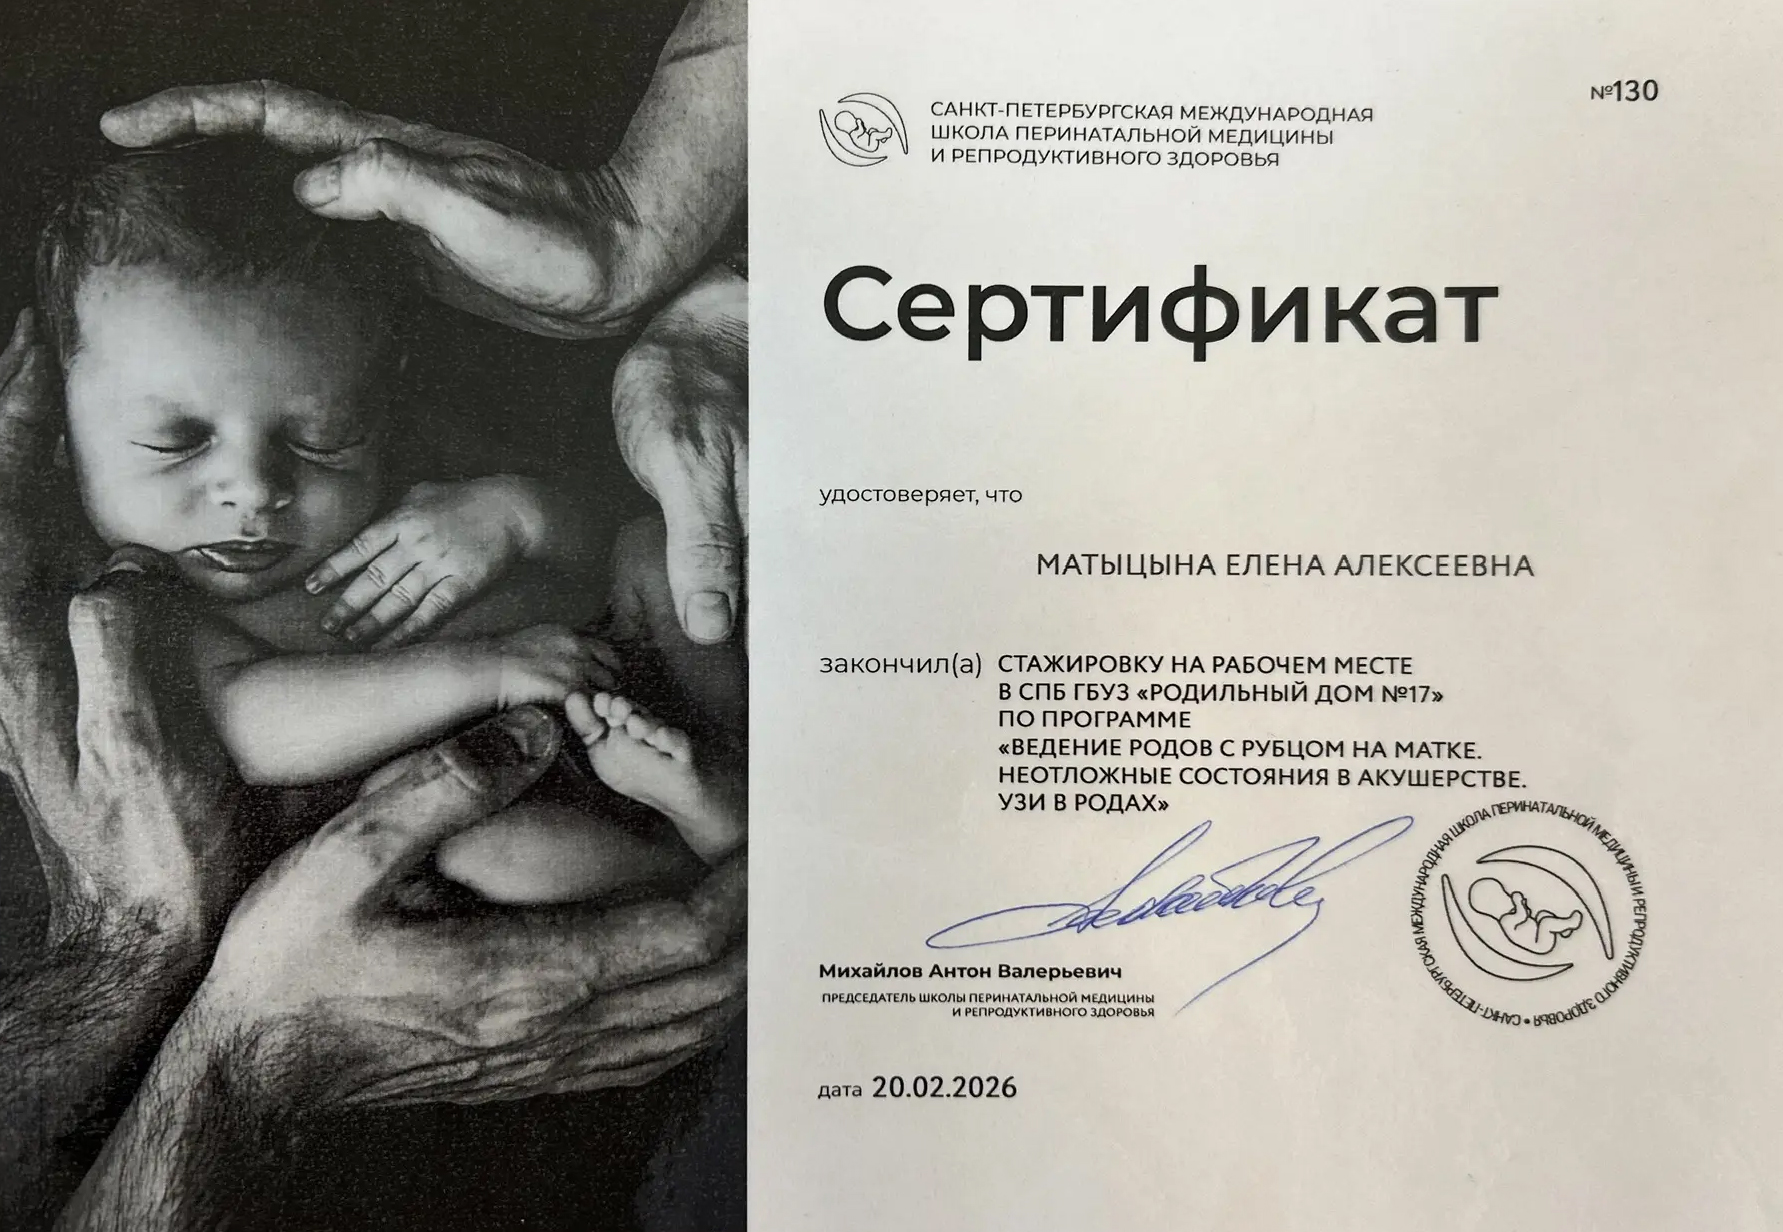 №130
САНКТ-ПЕТЕРБУРГСКАЯ МЕЖДУНАРОДНАЯ
ШКОЛА ПЕРИНАТАЛЬНОЙ МЕДИЦИНЫ
И РЕПРОДУКТИВНОГО ЗДОРОВЬЯ
Сертификат
удостоверяет, что
МАТЫЦЫНА ЕЛЕНА АЛЕКСЕЕВНА
закончил(а) СТАЖИРОВКУ НА РАБОЧЕМ МЕСТЕ
В СПБ ГБУЗ «РОДИЛЬНЫЙ ДОМ №17»
ПО ПРОГРАММЕ
«ВЕДЕНИЕ РОДОВ С РУБЦОМ НА МАТКЕ.
НЕОТЛОЖНЫЕ СОСТОЯНИЯ В АКУШЕРСТВЕ.
УЗИ В РОДАХ»
Михайлов Антон Валерьевич
ПРЕДСЕДАТЕЛЬ ШКОЛЫ ПЕРИНАТАЛЬНОЙ МЕДИЦИНЫ
И РЕПРОДУКТИВНОГО ЗДОРОВЬЯ
САНКТ-ПЕТЕРБУРГСКАЯ МЕЖДУНАРОДНАЯ ШКОЛА ПЕРИНАТАЛЬНОЙ МЕДИЦИНЫ И РЕПРОДУКТИВНОГО ЗДОРОВЬЯ •
дата 20.02.2026